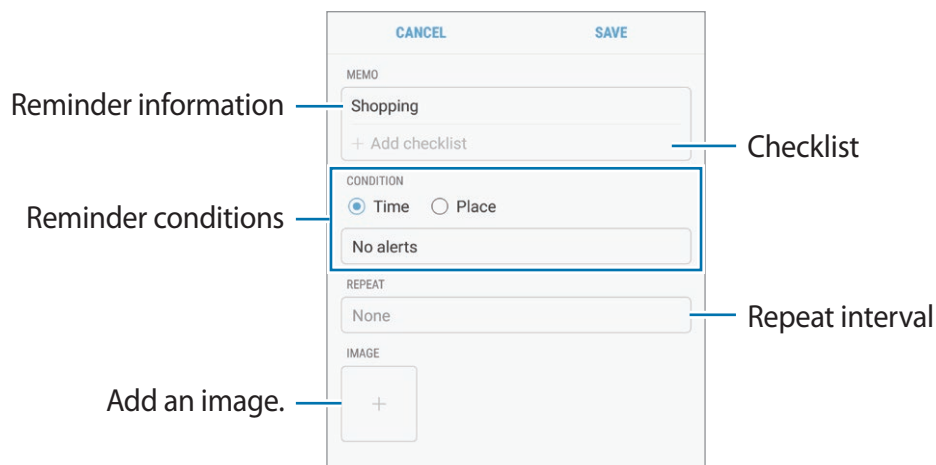 CANCEL SAVE
MEMO
Reminder information
Shopping
+ Add checklist
Checklist
CONDITION
Time Place
Reminder conditions
No alerts
REPEAT
None
Repeat interval
IMAGE
Add an image.
+